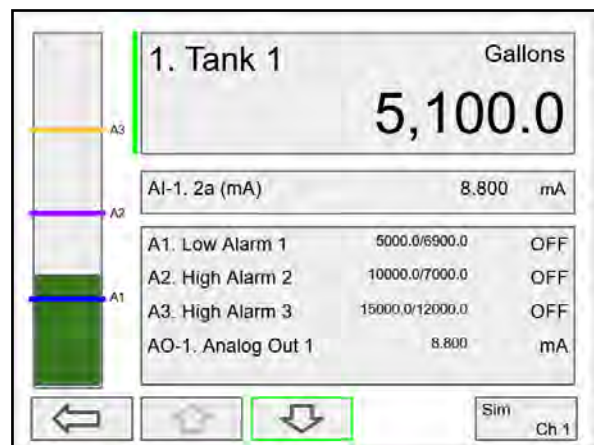 1. Tank 1 Gallons
5,100.0
A3
AI-1. 2a (mA) 8.800 mA
A2
A1. Low Alarm 1 5000.0/6900.0 OFF
A2. High Alarm 2 10000.0/7000.0 OFF
A1
A3. High Alarm 3 15000.0/12000.0 OFF
AO-1. Analog Out 1 8.800 mA
Sim
Ch 1